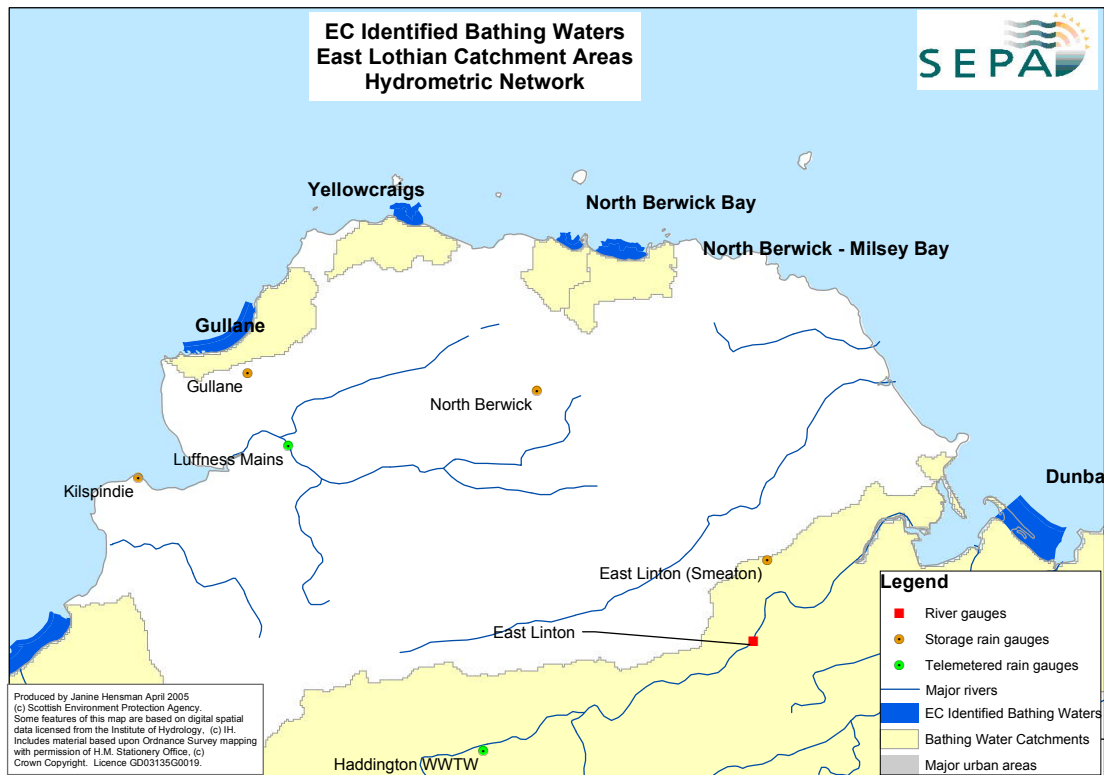 EC Identified Bathing Waters
East Lothian Catchment Areas
Hydrometric Network
SEPA
Yellowcraigs
North Berwick Bay
North Berwick - Milsey Bay
Gullane
Gullane
North Berwick
Luffness Mains
Kilspindie
Dunba
East Linton (Smeaton)
East Linton
Haddington WWTW
Legend
River gauges
Storage rain gauges
Telemetered rain gauges
Major rivers
EC Identified Bathing Waters
Bathing Water Catchments
Major urban areas
Produced by Janine Hensman April 2005
(c) Scottish Environment Protection Agency.
Some features of this map are based on digital spatial
data licensed from the Institute of Hydrology, (c) IH.
Includes material based upon Ordnance Survey mapping
with permission of H.M. Stationery Office, (c)
Crown Copyright. Licence GD03135G0019.